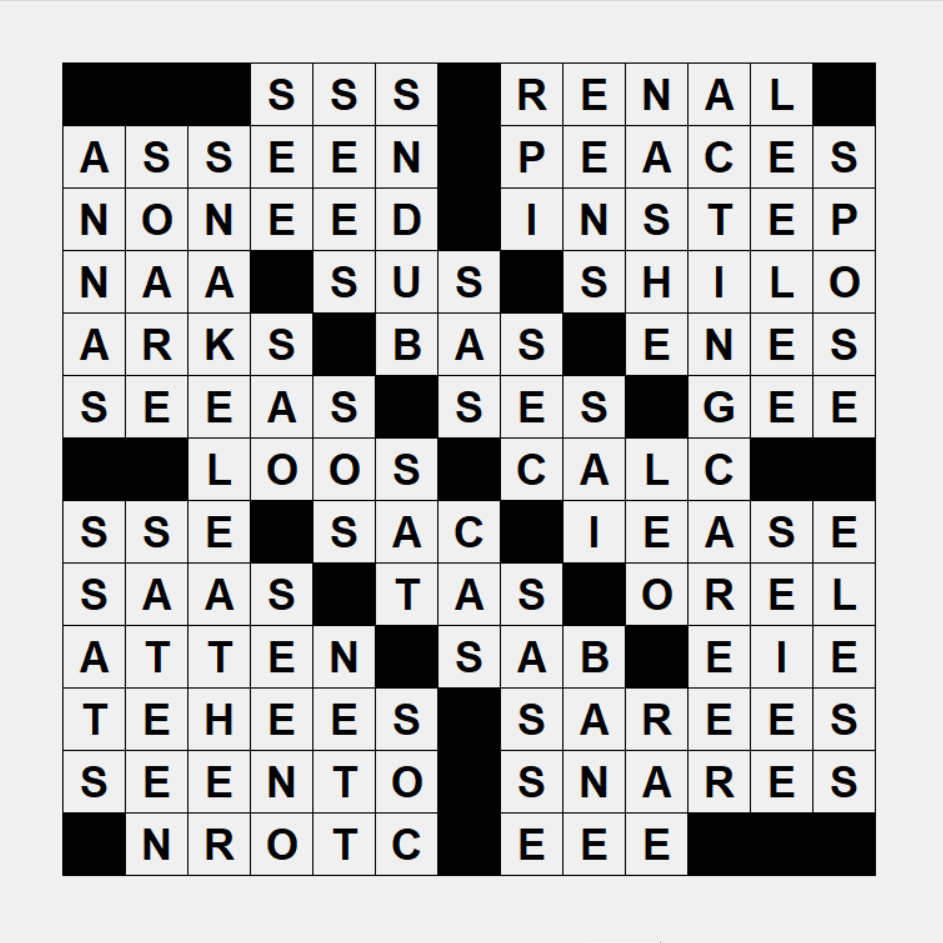 SSS RENAL
ASSEEN PEACES
NONEED INSTEP
NAA SUS SHILO
ARKS BAS ENES
SEEAS SES GEE
LOOS CALC
SSE SAC IEASE
SAAS TAS OREL
ATTEN SAB EIE
TEHEES SAREES
SEENTO SNARES
NROTC EEE